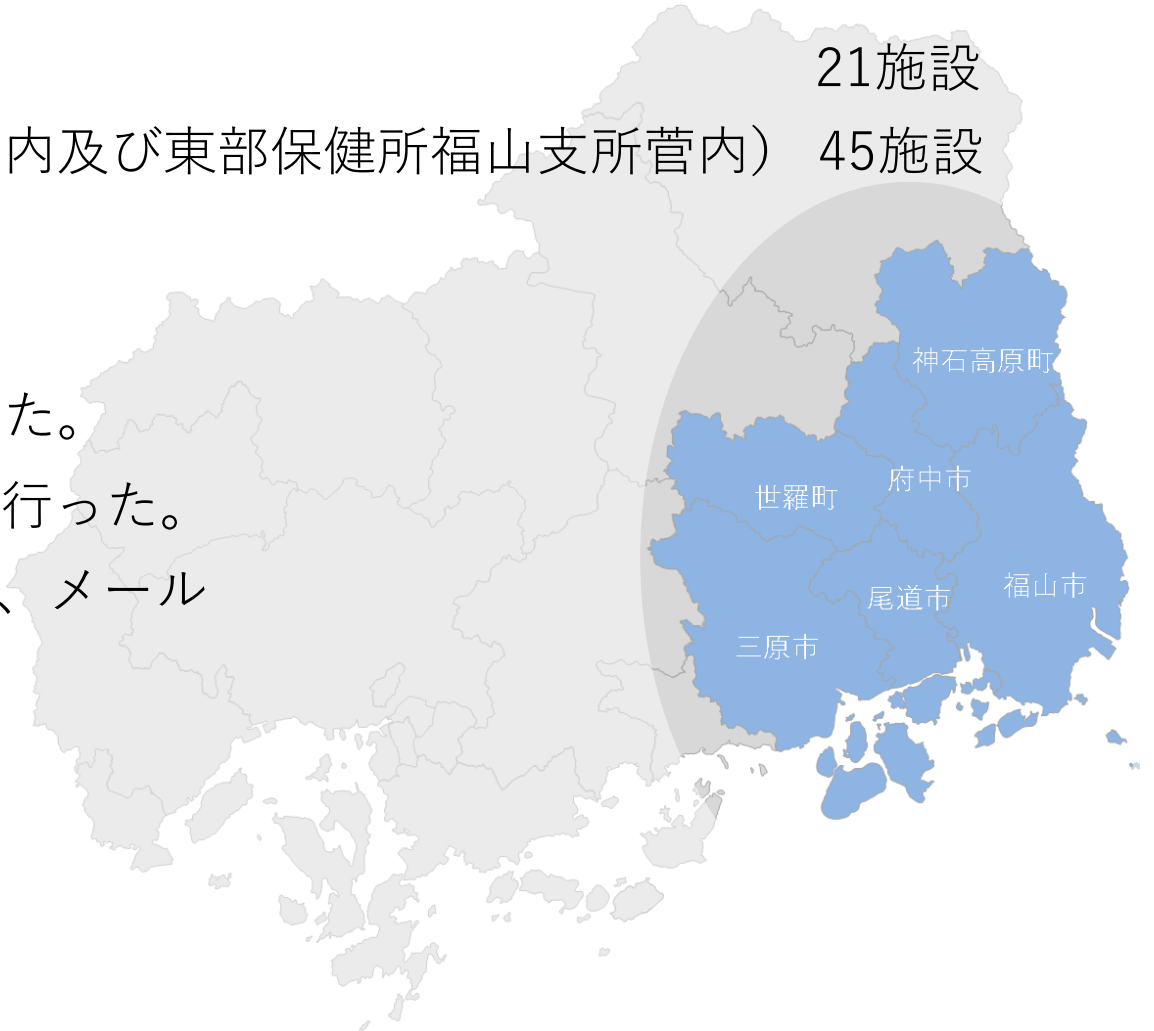 21施設
内及び東部保健所福山支所菅内） 45施設
神石高原町
た。
府中市
世羅町
行った。
福山市
、メール
尾道市
三原市